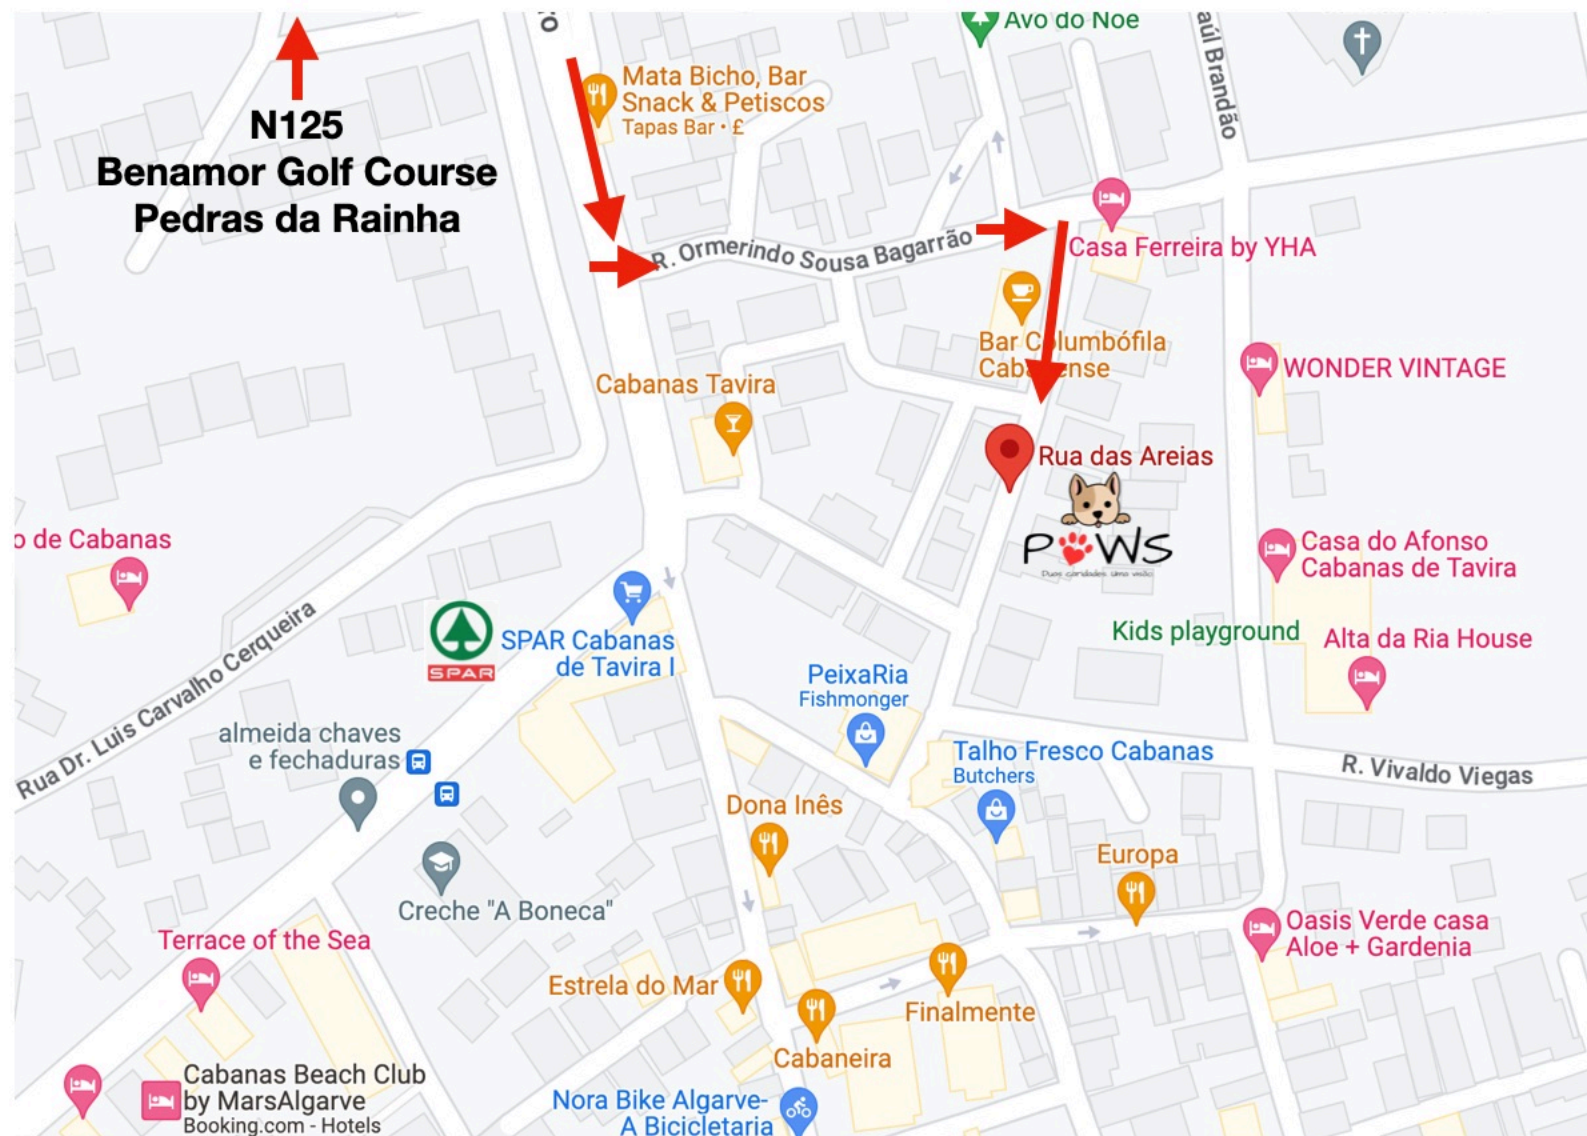 RO
Avo do Noe
aúl Brandão
Mata Bicho, Bar
Snack & Petiscos
Tapas Bar • £
N125
Benamor Golf Course
Pedras da Rainha
R. Ormerindo Sousa Bagarrão
Casa Ferreira by YHA
Bar Columbófila
Cabanense
WONDER VINTAGE
Cabanas Tavira
Rua das Areias
PAWS
Duas caridades uma visão
o de Cabanas
Casa do Afonso
Cabanas de Tavira
Kids playground
Alta da Ria House
SPAR
SPAR Cabanas
de Tavira I
PeixaRia
Fishmonger
Rua Dr. Luis Carvalho Cerqueira
almeida chaves
e fechaduras
Talho Fresco Cabanas
Butchers
R. Vivaldo Viegas
Dona Inês
Europa
Creche "A Boneca"
Oasis Verde casa
Aloe + Gardenia
Terrace of the Sea
Estrela do Mar
Finalmente
Cabaneira
Cabanas Beach Club
by MarsAlgarve
Booking.com - Hotels
Nora Bike Algarve-
A Bicicletaria